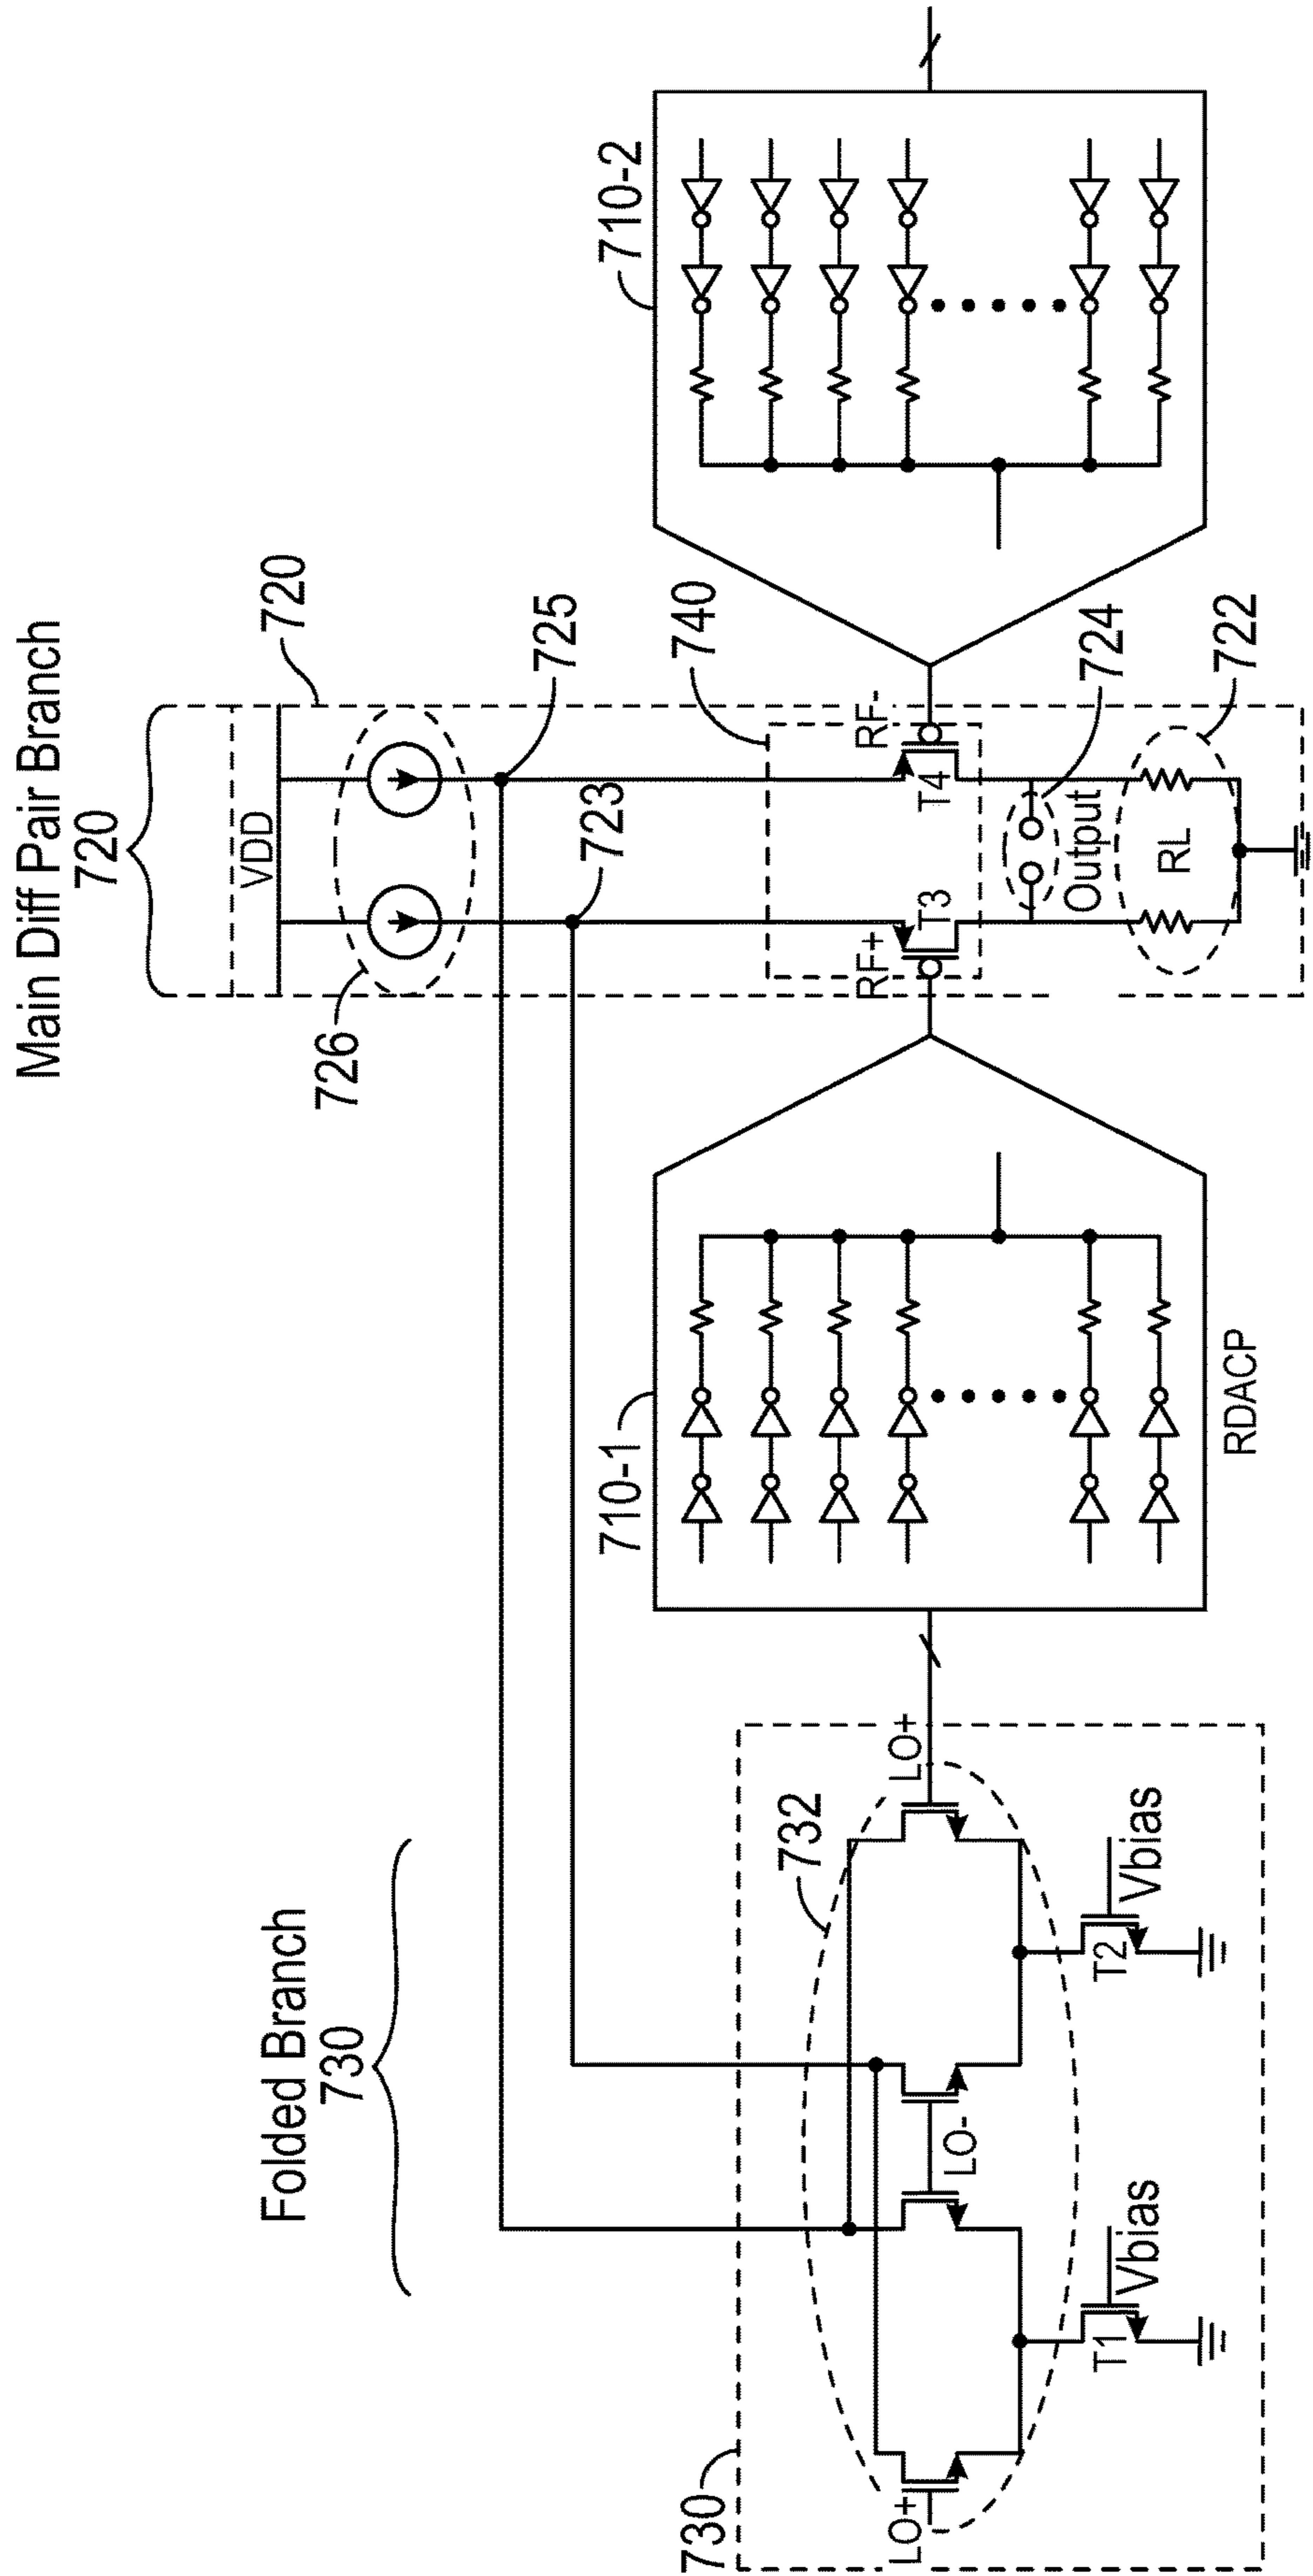 Main Diff Pair Branch
720
720
VDD
726
725
723
Folded Branch
730
710-2
740
RF+
RF-
T3
T4
724
Output
722
RL
710-1
RDACP
732
730
LO+
LO-
LO+
T1
Vbias
T2
Vbias